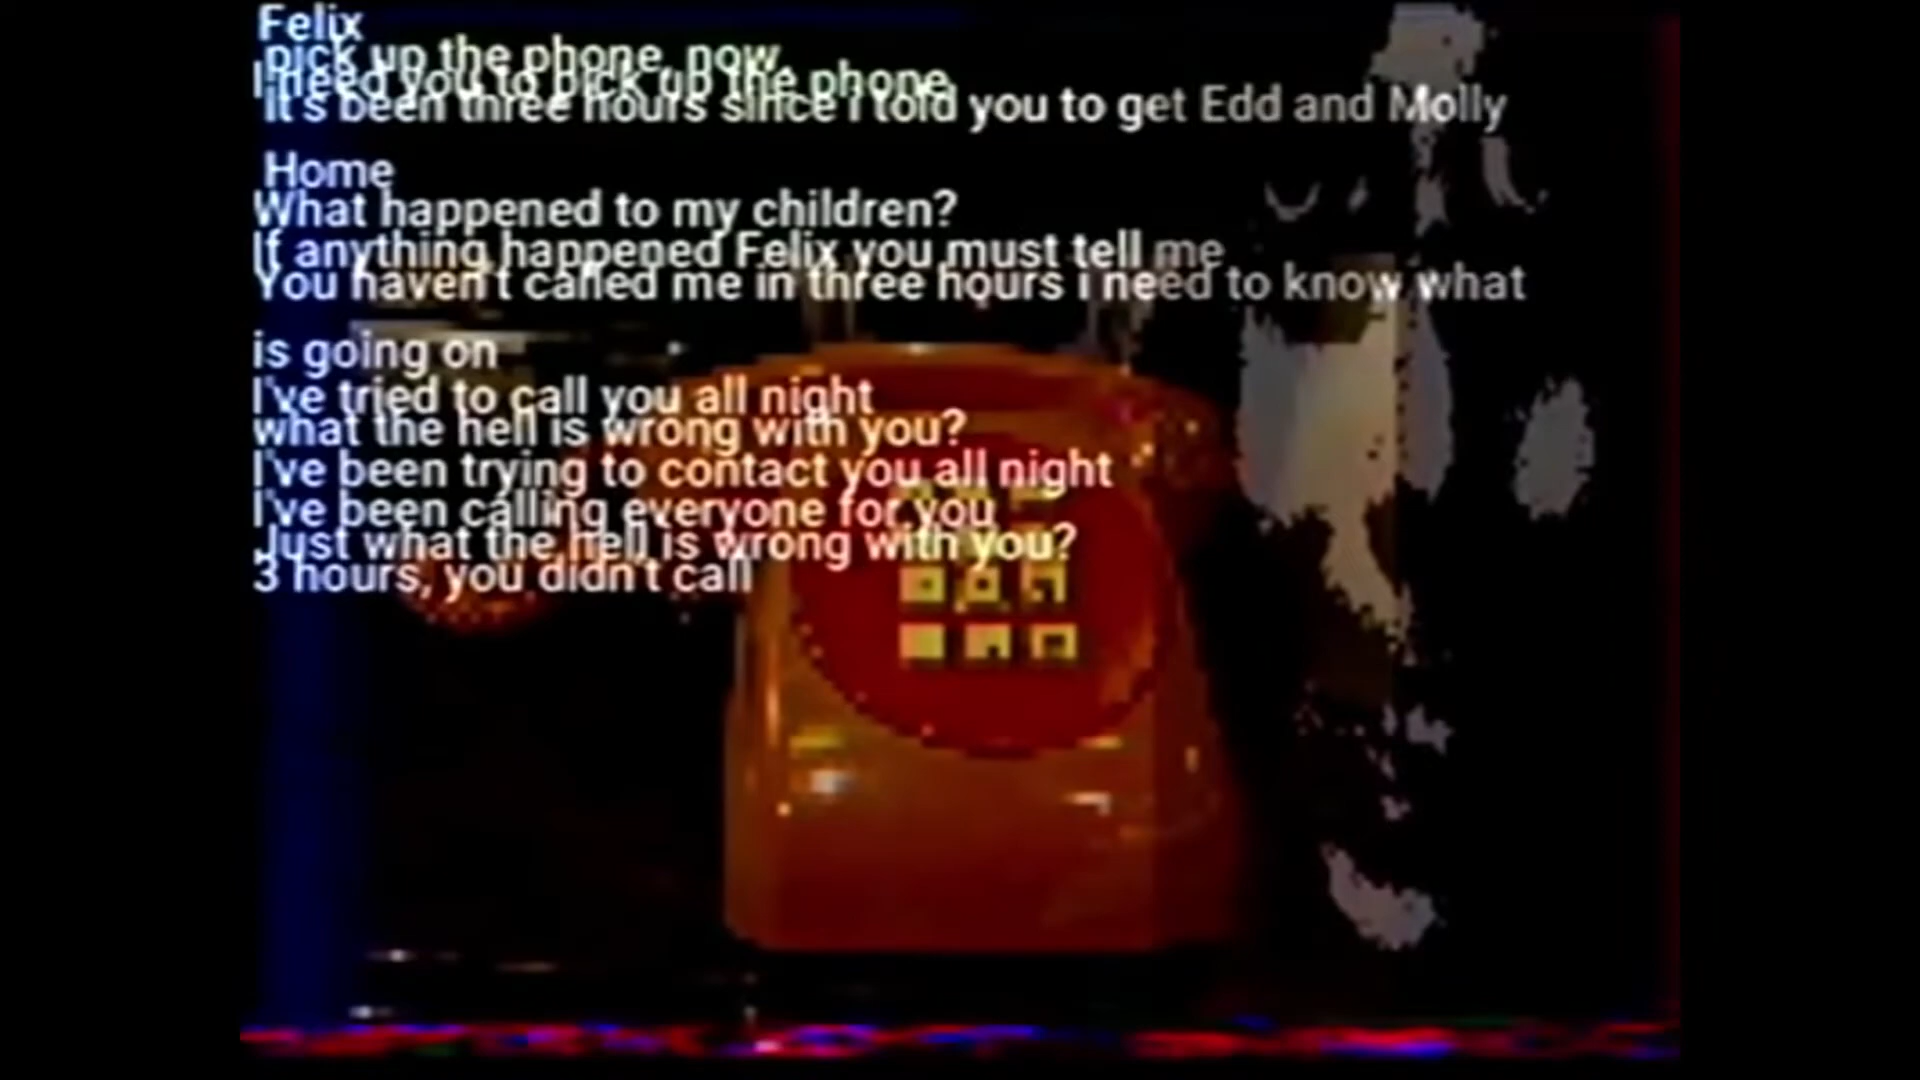 Felix
pick up the phone, now.
I need you to pick up the phone.
It's been three hours since i told you to get Edd and Molly
Home
What happened to my children?
If anything happened Felix you must tell me
You haven't called me in three hours i need to know what
is going on
I've tried to call you all night
what the hell is wrong with you?
I've been trying to contact you all night
I've been calling everyone for you
Just what the hell is wrong with you?
3 hours, you didn't call